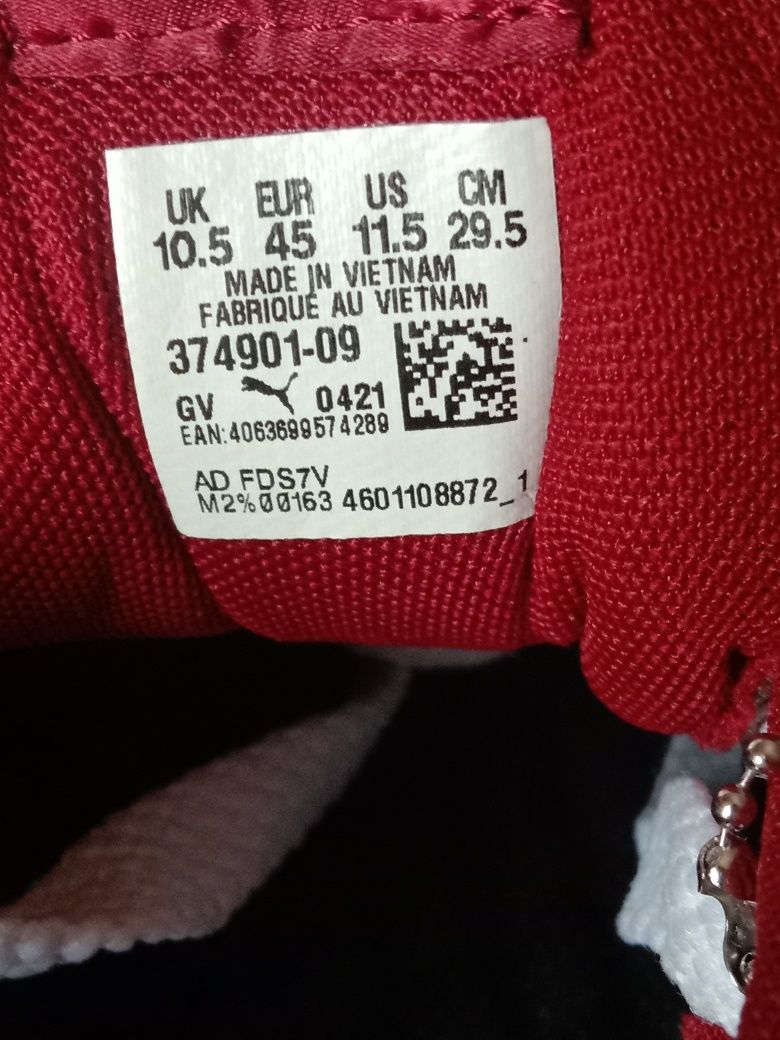 UK EUR US CM
10.5 45 11.5 29.5
MADE IN VIETNAM
FABRIQUÉ AU VIETNAM
374901-09
GV 0421
EAN:4063699574289
AD FDS7V
M2%00163 4601108872_1